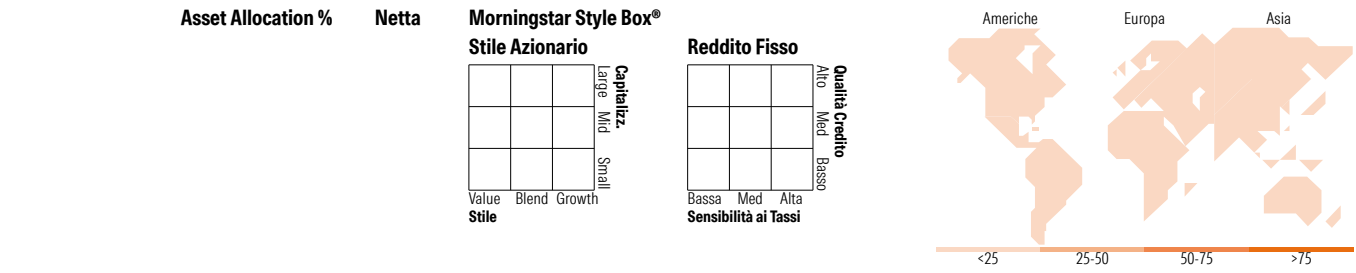 Asset Allocation % Netta
Morningstar Style Box®
Stile Azionario
Large Mid Small
Capitalizz.
Value Blend Growth
Stile
Reddito Fisso
Alto Med Basso
Qualità Credito
Bassa Med Alta
Sensibilità ai Tassi
Americhe Europa Asia
<25 25-50 50-75 >75